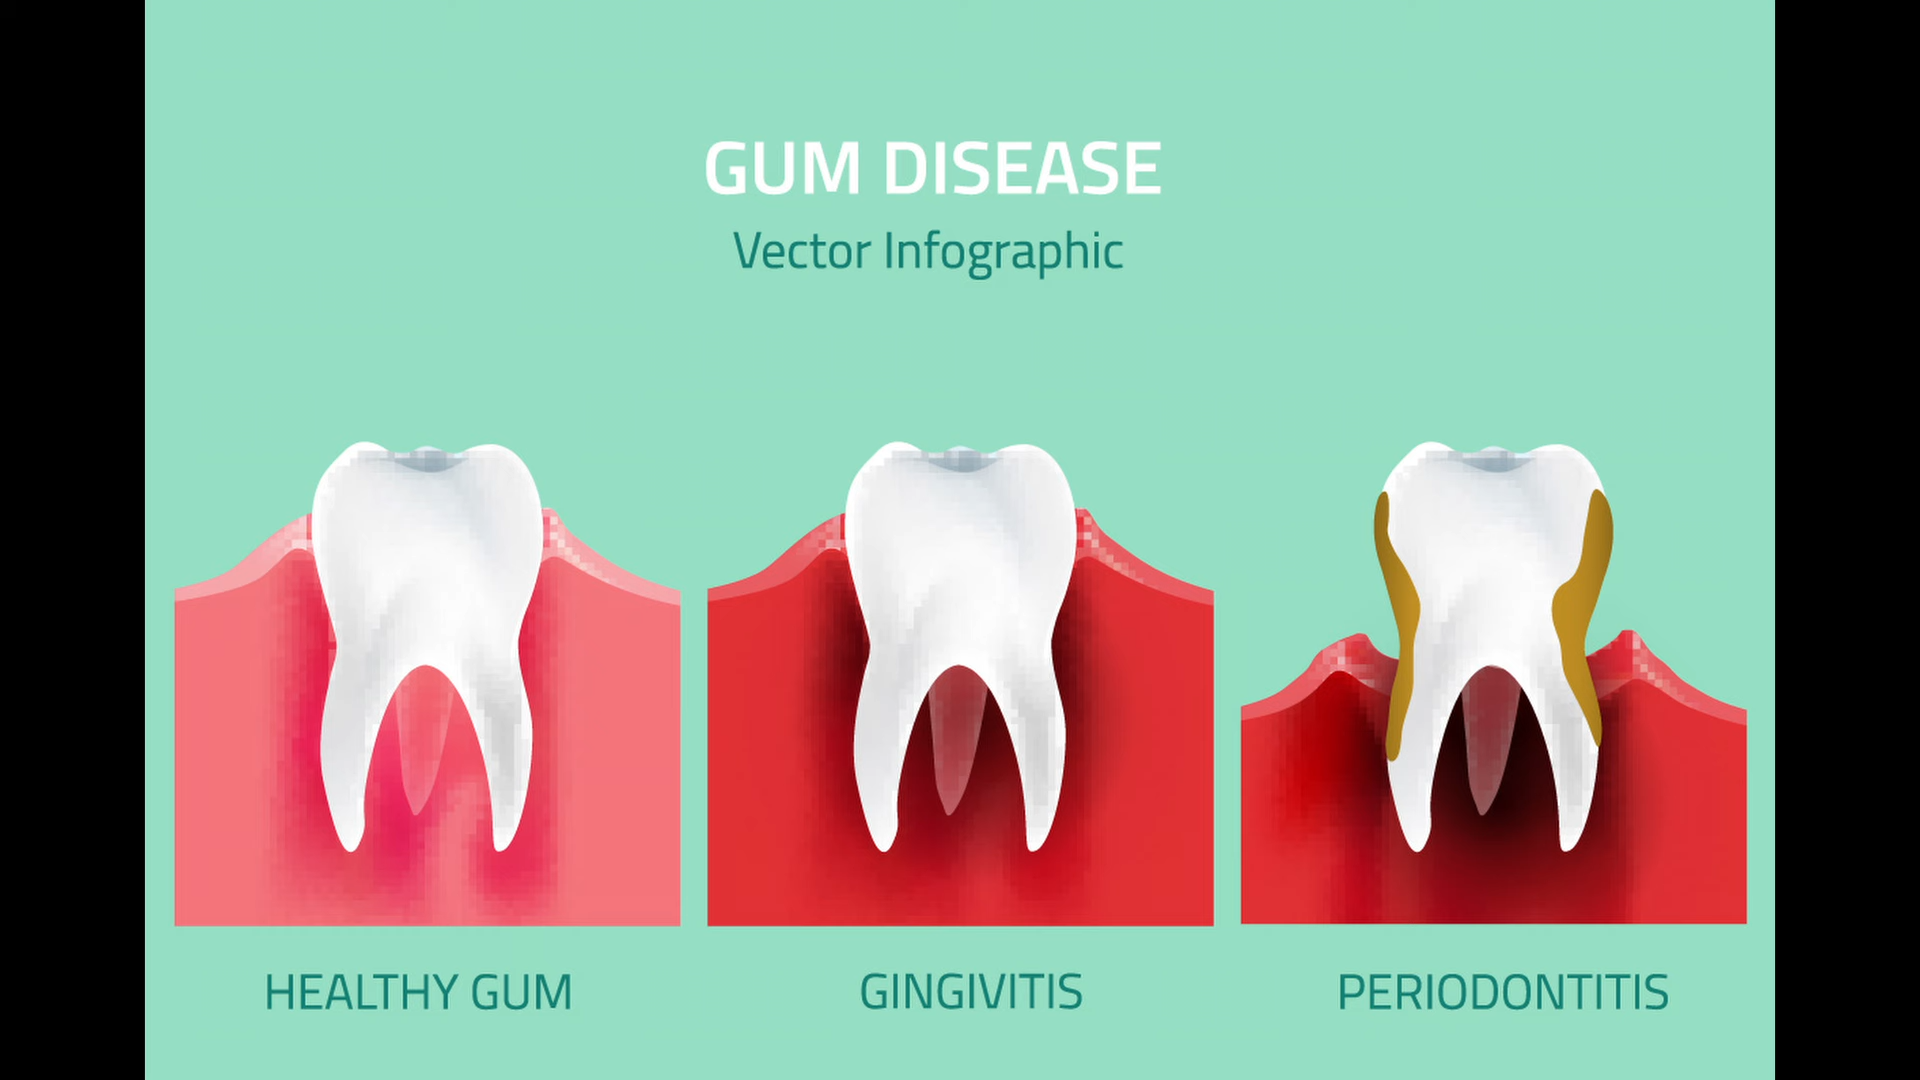 GUM DISEASE
Vector Infographic
HEALTHY GUM
GINGIVITIS
PERIODONTITIS